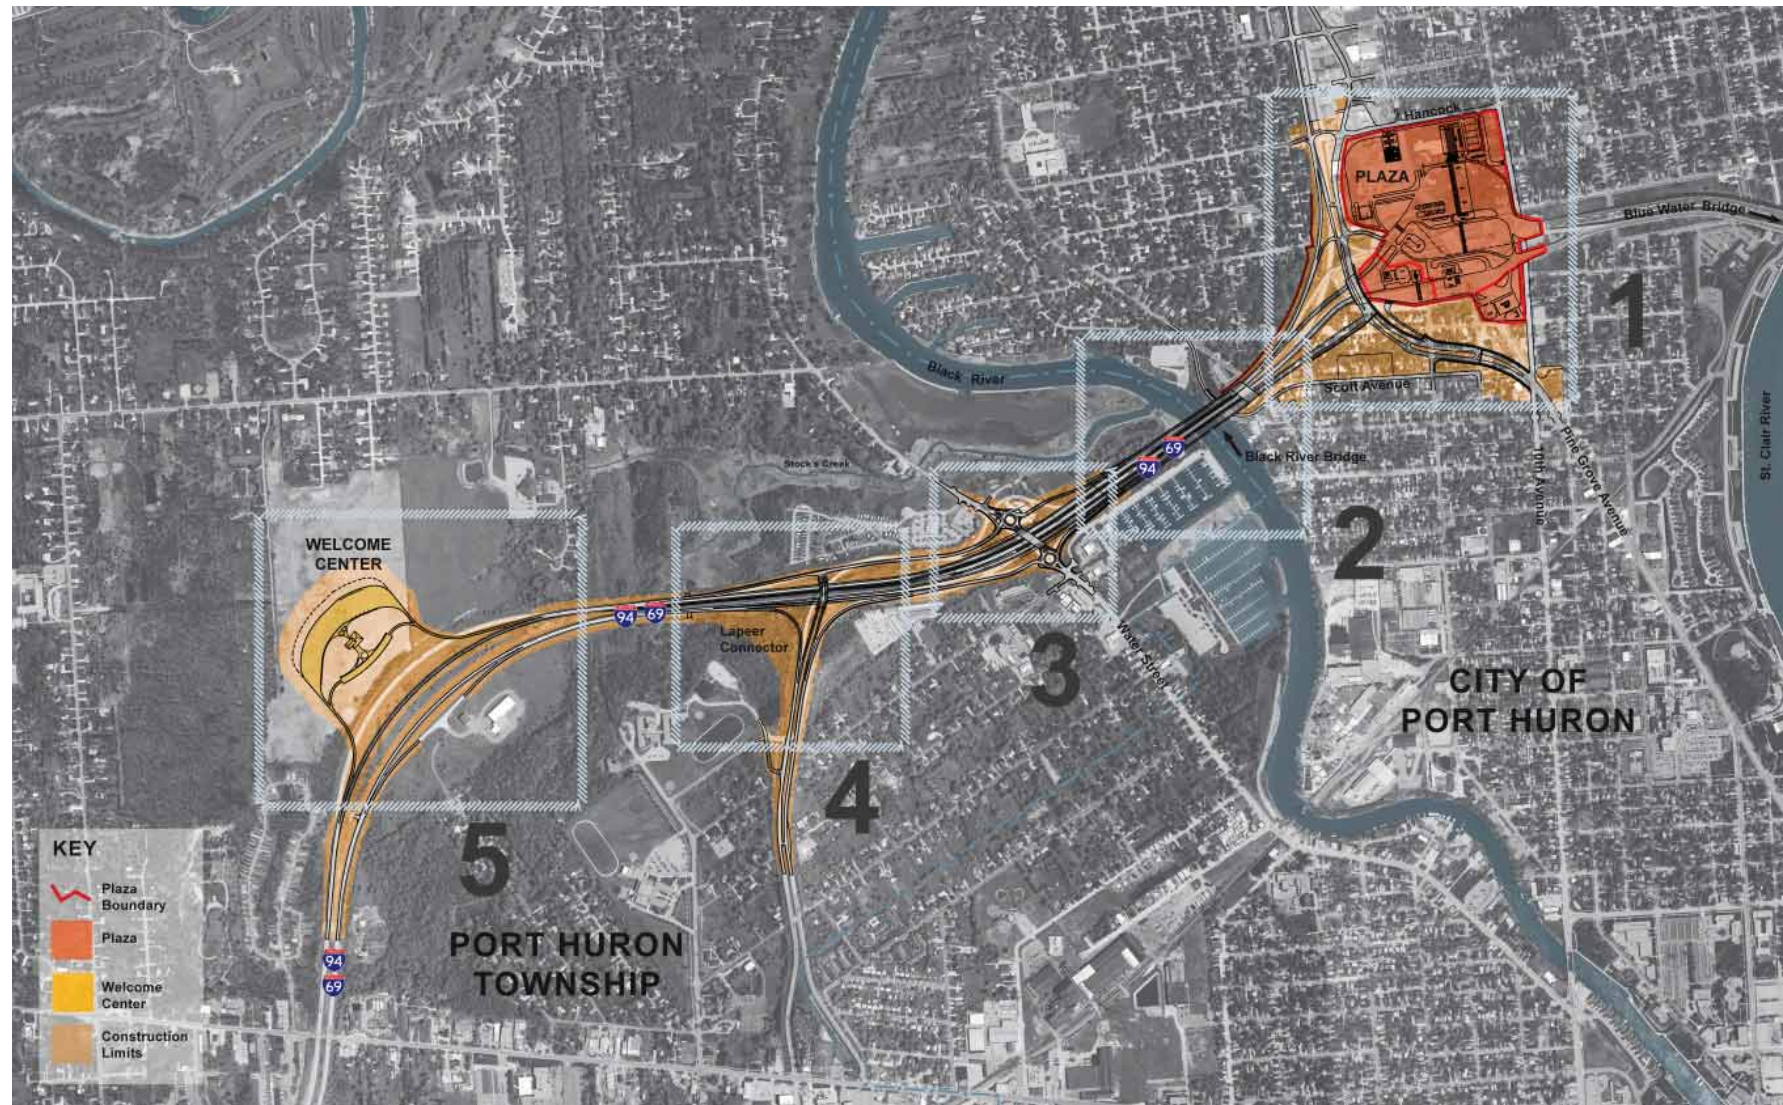 Hancock
PLAZA
Blue Water Bridge
1
Black River
Scott Avenue
St. Clair River
Pine Grove Avenue
10th Avenue
69
94
Black River Bridge
Stock's Creek
2
WELCOME
CENTER
94
69
Lapeer
Connector
3
Water Street
CITY OF
PORT HURON
4
5
KEY
Plaza
Boundary
Plaza
Welcome
Center
Construction
Limits
PORT HURON
TOWNSHIP
94
69